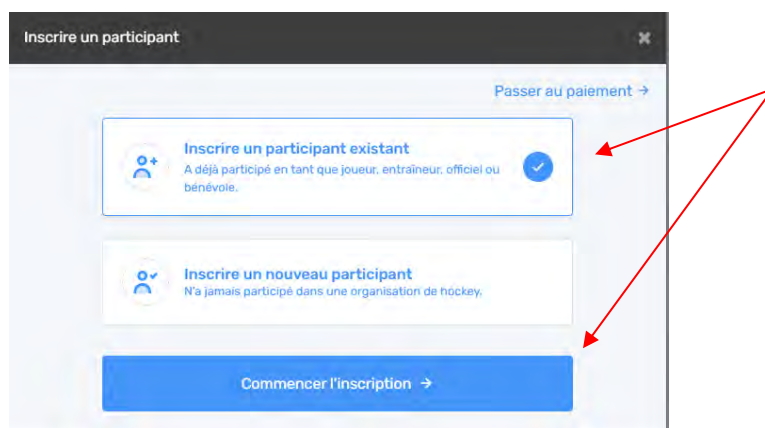 Inscrire un participant
Passer au paiement →
Inscrire un participant existant
A déjà participé en tant que joueur, entraîneur, officiel ou
bénévole.
Inscrire un nouveau participant
N'a jamais participé dans une organisation de hockey.
Commencer l'inscription →